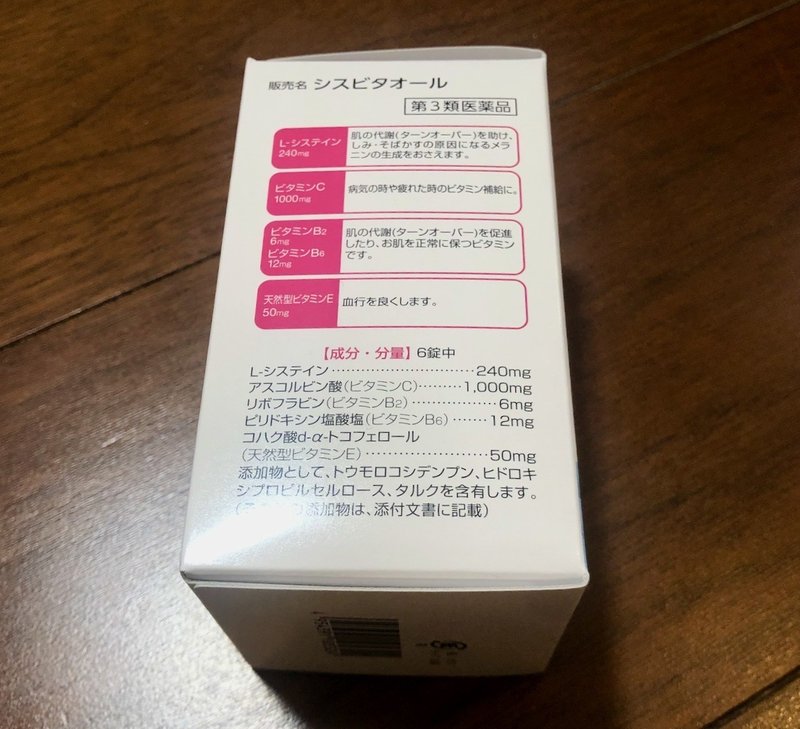 販売名 シスビタオール
第3類医薬品
L-システイン
240mg
肌の代謝(ターンオーバー)を助け、
しみ・そばかすの原因になるメラ
ニンの生成をおさえます。
ビタミンC
1000mg
病気の時や疲れた時のビタミン補給に。
ビタミンB2
6mg
ビタミンB6
12mg
肌の代謝(ターンオーバー)を促進
したり、お肌を正常に保つビタミン
です。
天然型ビタミンE
50mg
血行を良くします。
【成分・分量】6錠中
L-システイン……………………240mg
アスコルビン酸(ビタミンC)………1,000mg
リボフラビン(ビタミンB2)……………6mg
ピリドキシン塩酸塩(ビタミンB6)……12mg
コハク酸d-α-トコフェロール
(天然型ビタミンE)……………………50mg
添加物として、トウモロコシデンプン、ヒドロキ
シプロピルセルロース、タルクを含有します。
添加物は、添付文書に記載)